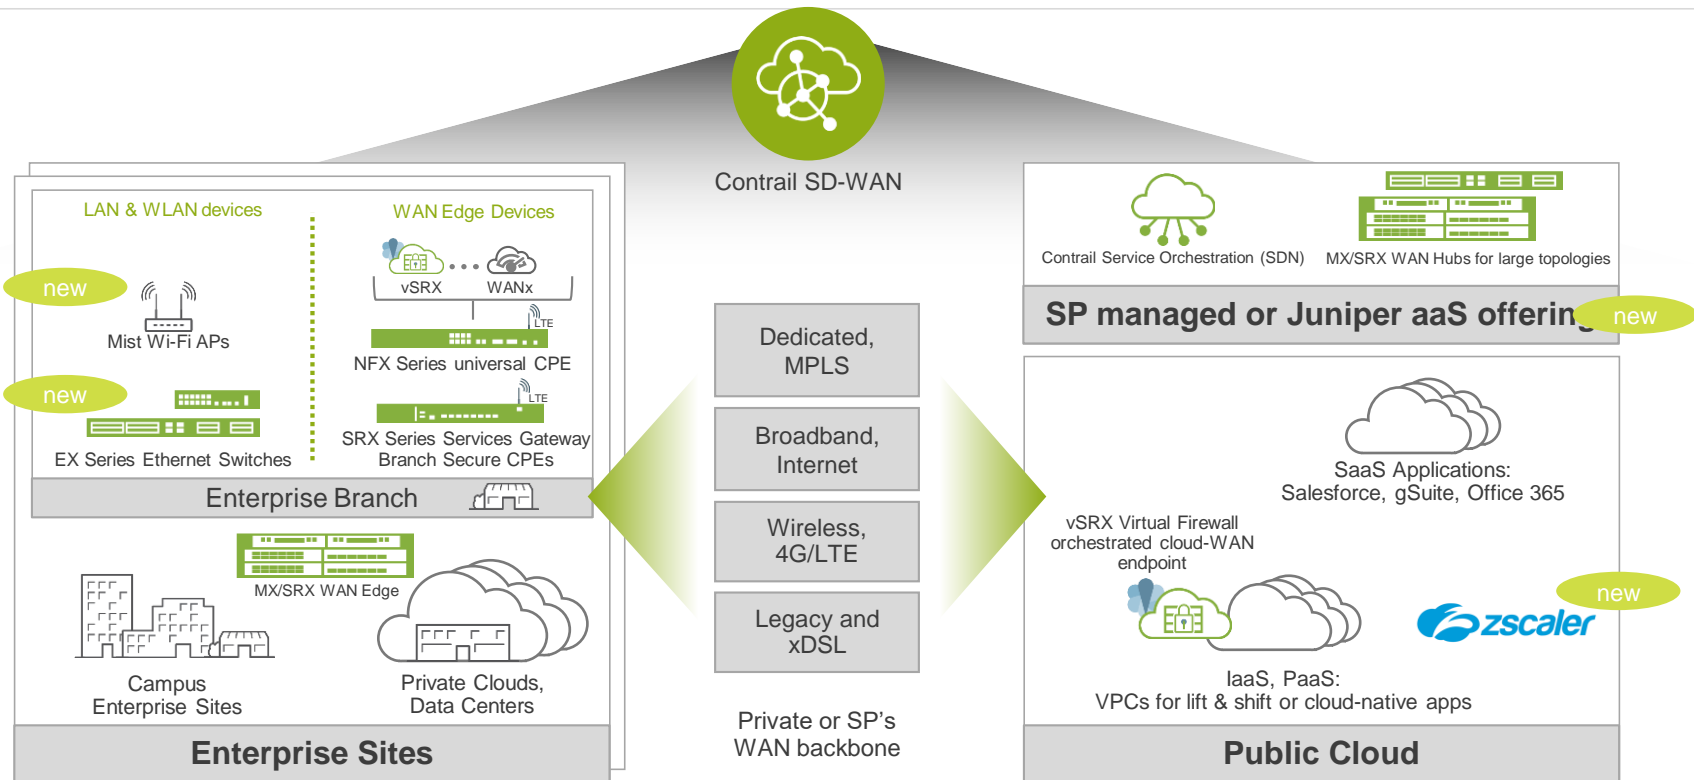 Contrail SD-WAN
LAN & WLAN devices
WAN Edge Devices
vSRX
WANx
new
Mist Wi-Fi APs
LTE
NFX Series universal CPE
new
LTE
EX Series Ethernet Switches
SRX Series Services Gateway
Branch Secure CPEs
Enterprise Branch
MX/SRX WAN Edge
Campus
Enterprise Sites
Private Clouds,
Data Centers
Enterprise Sites
Dedicated,
MPLS
Broadband,
Internet
Wireless,
4G/LTE
Legacy and
xDSL
Private or SP's
WAN backbone
Contrail Service Orchestration (SDN)
MX/SRX WAN Hubs for large topologies
SP managed or Juniper aaS offering
new
SaaS Applications:
Salesforce, gSuite, Office 365
vSRX Virtual Firewall
orchestrated cloud-WAN
endpoint
new
zscaler
IaaS, PaaS:
VPCs for lift & shift or cloud-native apps
Public Cloud